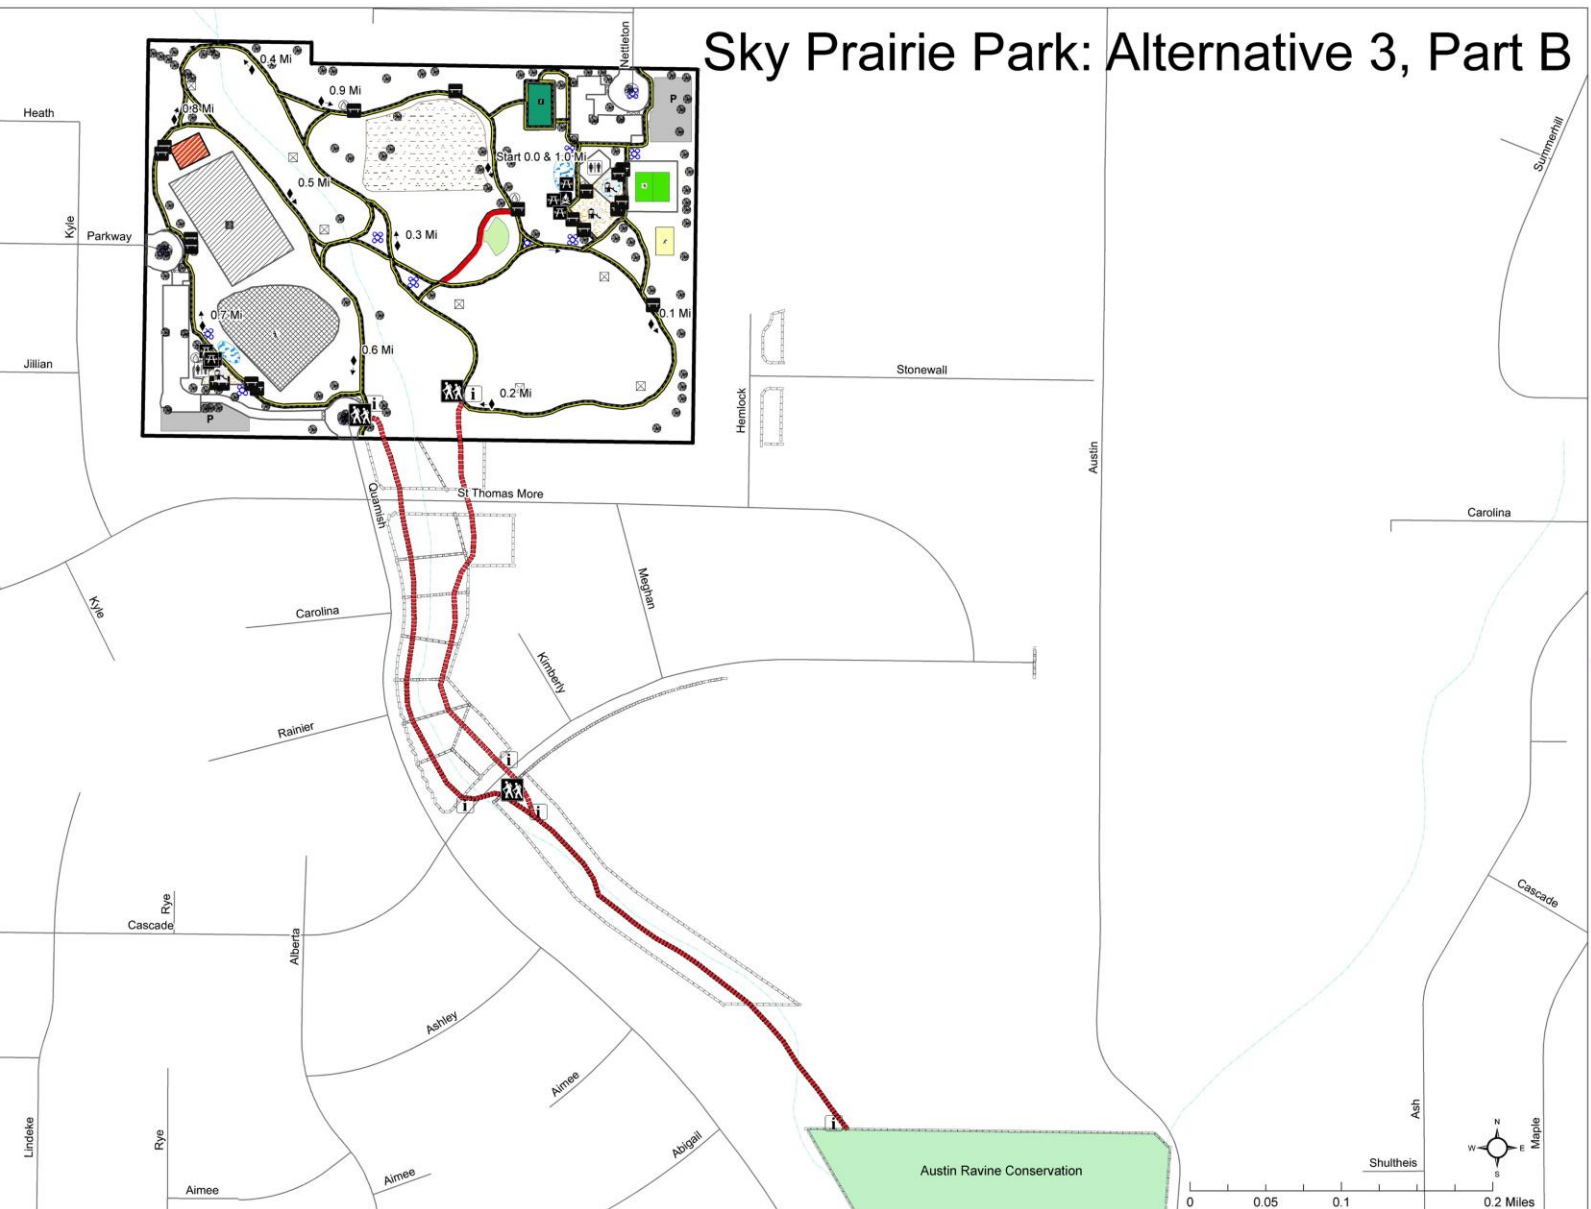 Sky Prairie Park: Alternative 3, Part B
Nettleton
0.4 Mi
0.9 Mi
0.8 Mi
P
Heath
Summerhill
Start 0.0 & 1.0 Mi
0.5 Mi
Kyle
Parkway
0.3 Mi
0.7 Mi
0.1 Mi
0.6 Mi
Jillian
Stonewall
i
0.2 Mi
i
P
Hemlock
Austin
St Thomas More
Quamish
Carolina
Meghan
Kyle
Carolina
Kimberly
Rainier
i
i
i
Cascade
Rye
Cascade
Alberta
Ashley
Aimee
Lindeke
Rye
Abigail
Aimee
Aimee
i
Austin Ravine Conservation
Ash
Maple
Shultheis
N
W
E
S
0
0.05
0.1
0.2 Miles